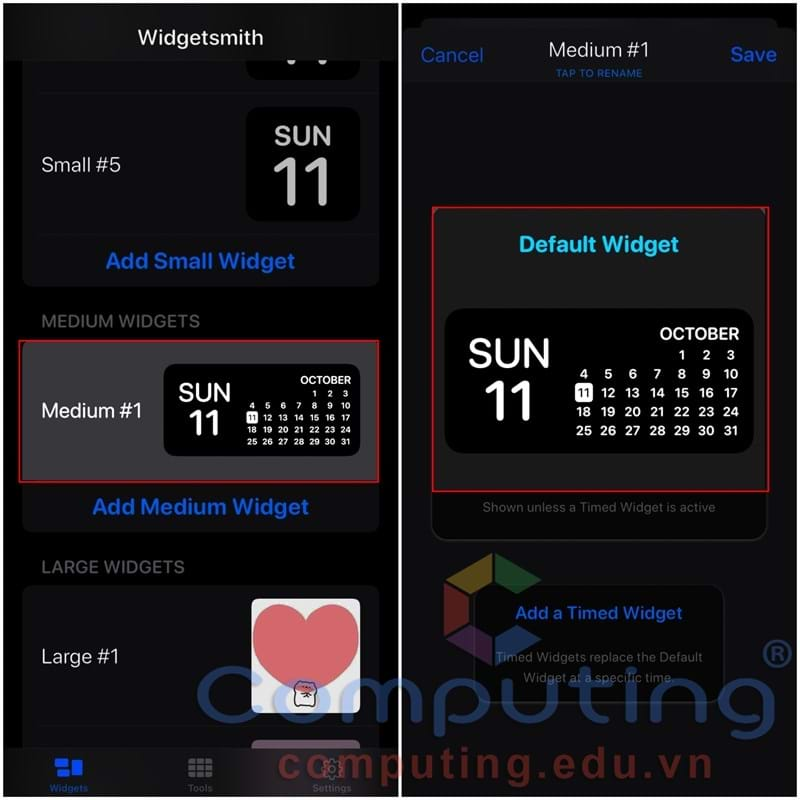 Widgetsmith
Small #5
SUN
11
Add Small Widget
MEDIUM WIDGETS
Medium #1
SUN
11
OCTOBER
1 2 3
4 5 6 7 8 9 10
11 12 13 14 15 16 17
18 19 20 21 22 23 24
25 26 27 28 29 30 31
Add Medium Widget
LARGE WIDGETS
Large #1
Widgets
Tools
Settings
Cancel
Medium #1
Save
TAP TO RENAME
Default Widget
SUN
11
OCTOBER
1 2 3
4 5 6 7 8 9 10
11 12 13 14 15 16 17
18 19 20 21 22 23 24
25 26 27 28 29 30 31
Shown unless a Timed Widget is active
Add a Timed Widget
Timed Widgets replace the Default
Widget at a specific time.
Computing ®
computing.edu.vn